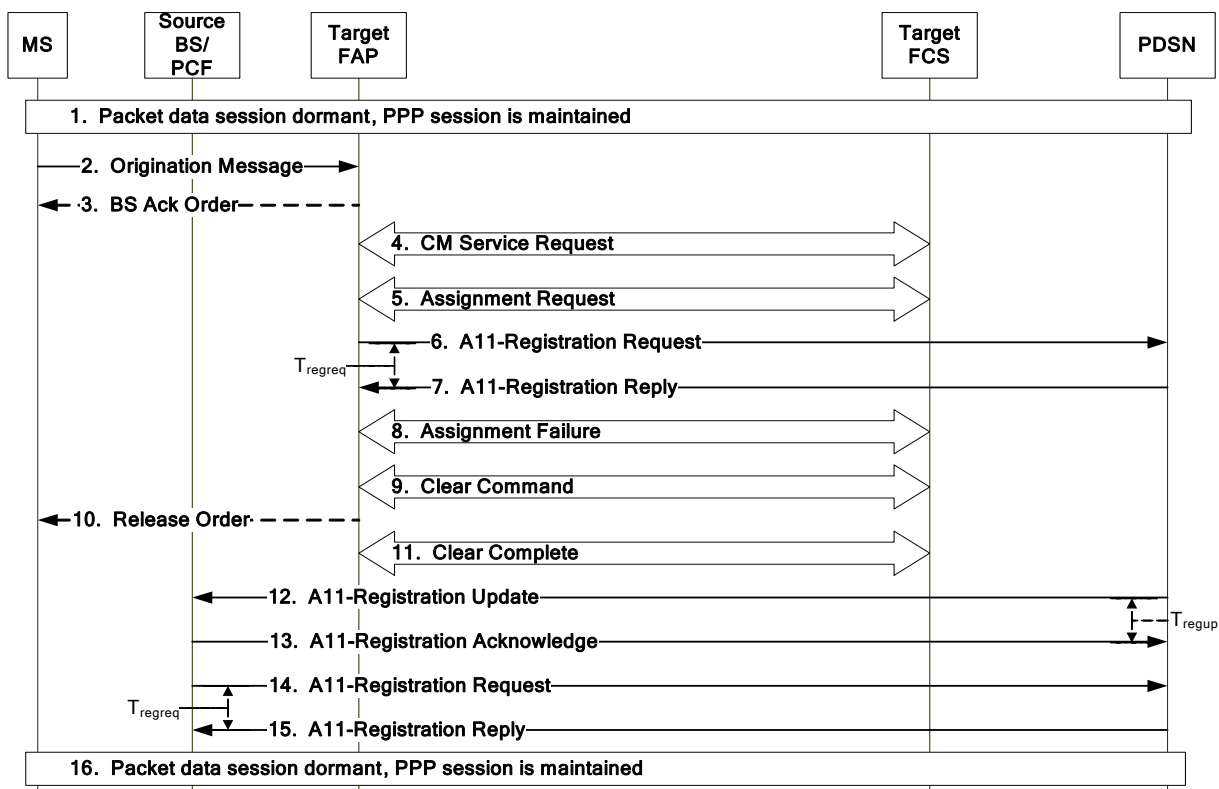 MS
Source
BS/
PCF
Target
FAP
Target
FCS
PDSN
1. Packet data session dormant, PPP session is maintained
2. Origination Message
3. BS Ack Order
4. CM Service Request
5. Assignment Request
6. A11-Registration Request
Tregreq
7. A11-Registration Reply
8. Assignment Failure
9. Clear Command
10. Release Order
11. Clear Complete
12. A11-Registration Update
Tregup
13. A11-Registration Acknowledge
14. A11-Registration Request
Tregreq
15. A11-Registration Reply
16. Packet data session dormant, PPP session is maintained